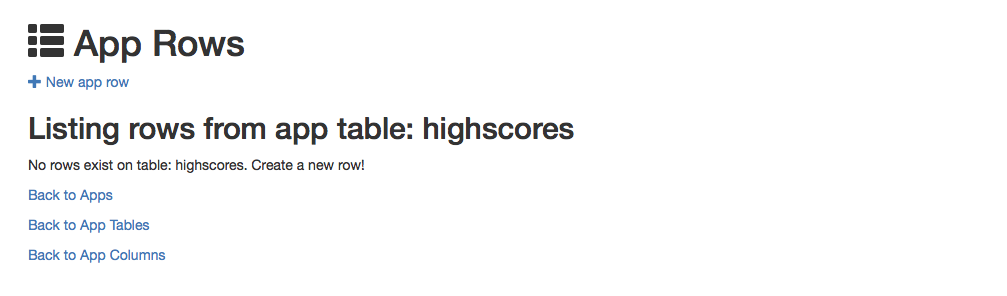 App Rows
New app row
Listing rows from app table: highscores
No rows exist on table: highscores. Create a new row!
Back to Apps
Back to App Tables
Back to App Columns